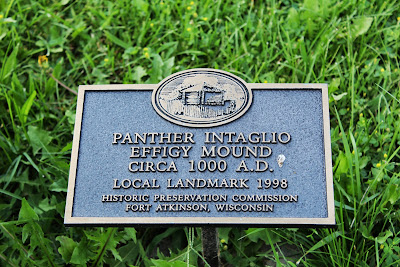 PANTHER INTAGLIO
EFFIGY MOUND
CIRCA 1000 A.D.
LOCAL LANDMARK 1998
HISTORIC PRESERVATION COMMISSION
FORT ATKINSON, WISCONSIN